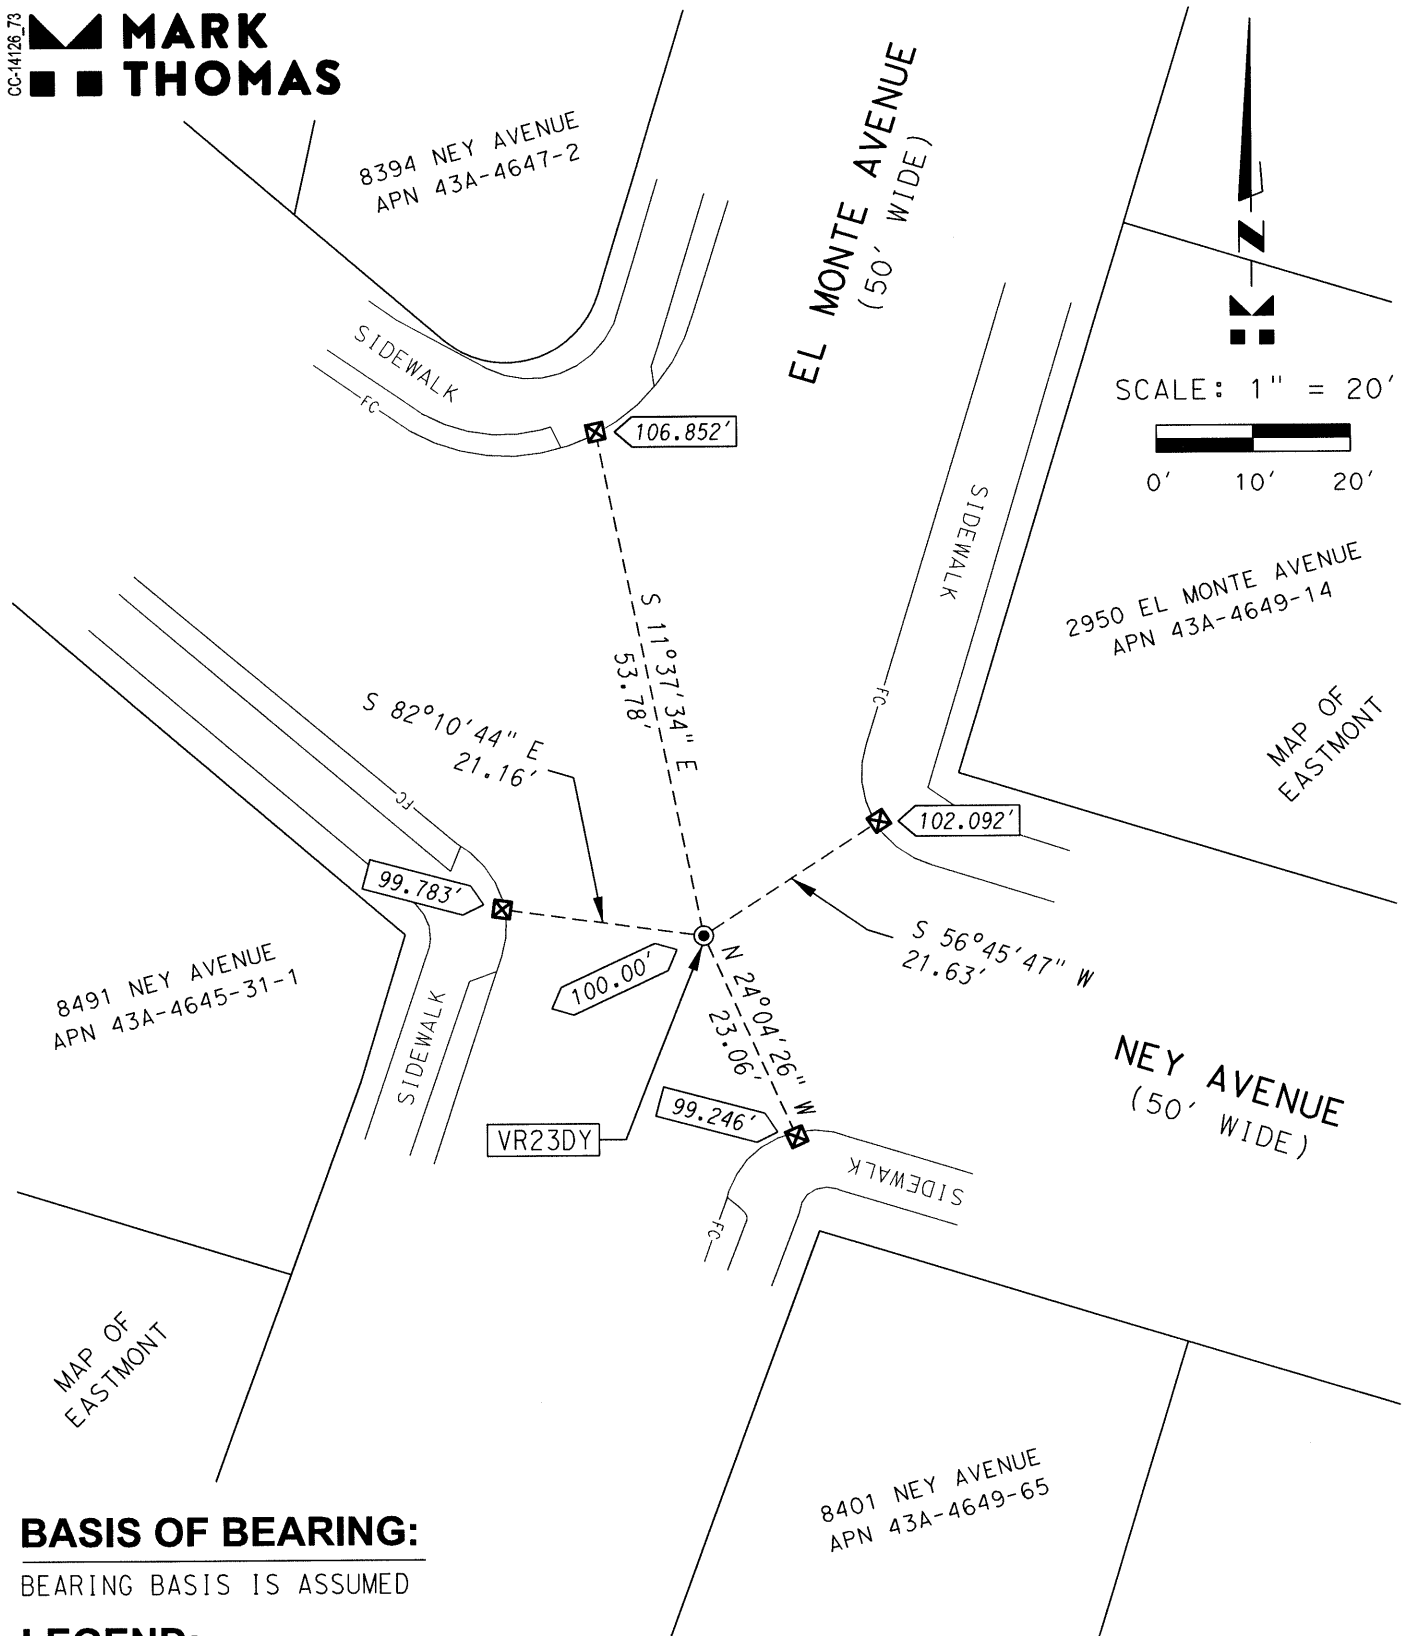 CC-14126_73
MARK
THOMAS
8394 NEY AVENUE
APN 43A-4647-2
EL MONTE AVENUE
(50' WIDE)
N
SCALE: 1" = 20'
0' 10' 20'
SIDEWALK
FC
106.852'
SIDEWALK
2950 EL MONTE AVENUE
APN 43A-4649-14
S 11°37'34" E
53.78'
MAP OF
EASTMONT
S 82°10'44" E
21.16'
FC
FC
102.092'
99.783'
S 56°45'47" W
21.63'
100.00'
N 24°04'26" W
23.06'
8491 NEY AVENUE
APN 43A-4645-31-1
SIDEWALK
NEY AVENUE
(50' WIDE)
99.246'
VR23DY
SIDEWALK
FC
MAP OF
EASTMONT
8401 NEY AVENUE
APN 43A-4649-65
BASIS OF BEARING:
BEARING BASIS IS ASSUMED
LEGEND: